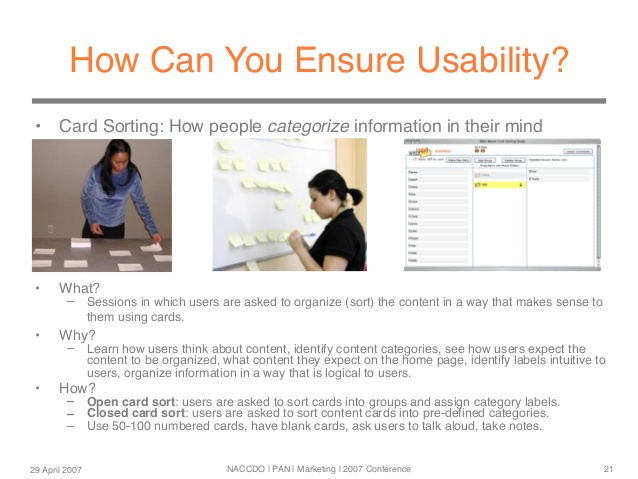 How Can You Ensure Usability?
• Card Sorting: How people categorize information in their mind
• What?
– Sessions in which users are asked to organize (sort) the content in a way that makes sense to
them using cards.
• Why?
– Learn how users think about content, identify content categories, see how users expect the
content to be organized, what content they expect on the home page, identify labels intuitive to
users, organize information in a way that is logical to users.
• How?
– Open card sort: users are asked to sort cards into groups and assign category labels.
– Closed card sort: users are asked to sort content cards into pre-defined categories.
– Use 50-100 numbered cards, have blank cards, ask users to talk aloud, take notes.
29 April 2007
NACCDO | PAN | Marketing | 2007 Conference
21